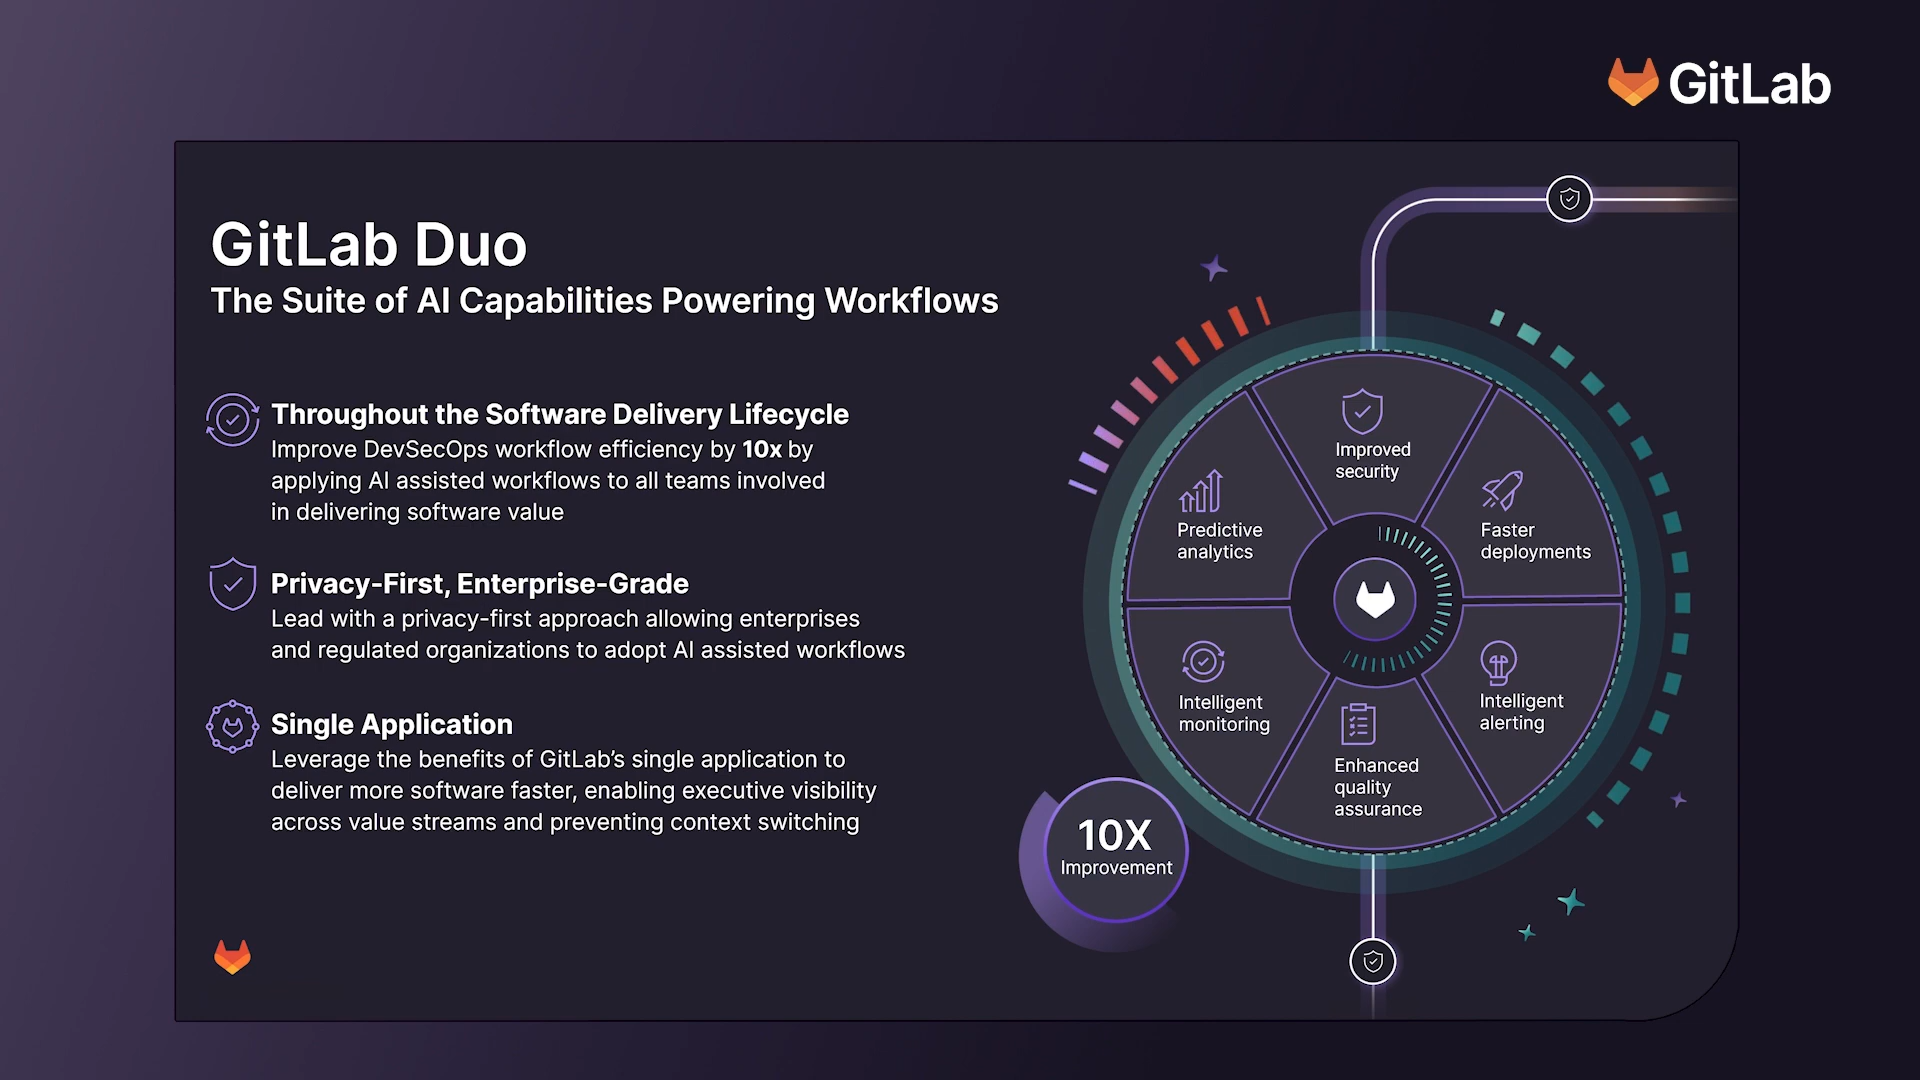 GitLab
GitLab Duo
The Suite of AI Capabilities Powering Workflows
Throughout the Software Delivery Lifecycle
Improve DevSecOps workflow efficiency by 10x by
applying AI assisted workflows to all teams involved
in delivering software value
Privacy-First, Enterprise-Grade
Lead with a privacy-first approach allowing enterprises
and regulated organizations to adopt AI assisted workflows
Single Application
Leverage the benefits of GitLab’s single application to
deliver more software faster, enabling executive visibility
across value streams and preventing context switching
Improved
security
Predictive
analytics
Faster
deployments
Intelligent
monitoring
Intelligent
alerting
Enhanced
quality
assurance
10X
Improvement